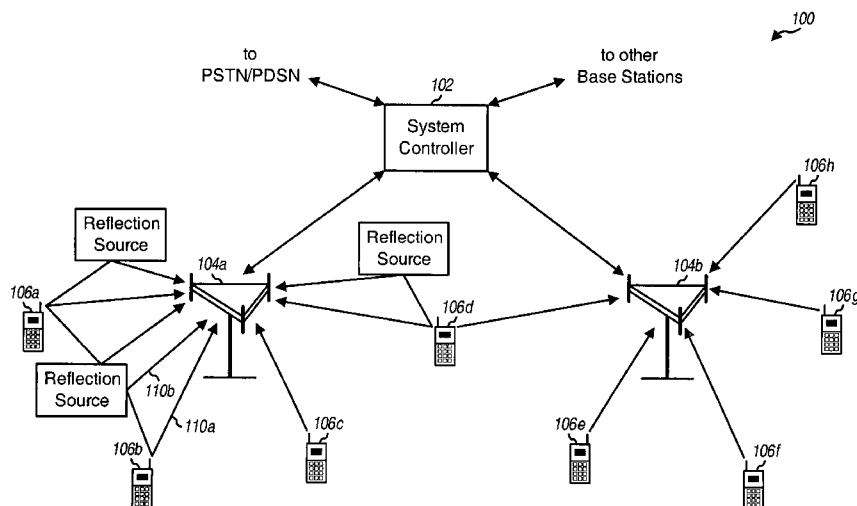 100
to
PSTN/PDSN
to other
Base Stations
102
System
Controller
106h
Reflection
Source
104a
Reflection
Source
104b
106a
106d
106g
Reflection
Source
110b
110a
106b
106c
106e
106f